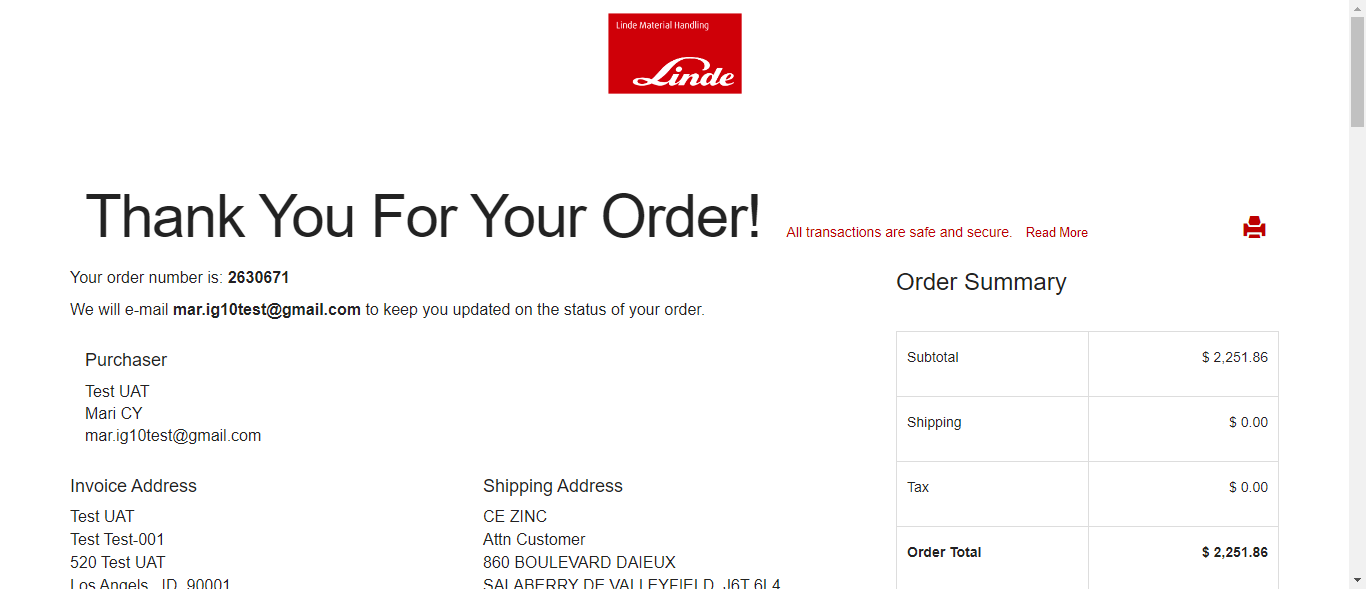 Linde Material Handling
Linde
Thank You For Your Order!
All transactions are safe and secure. Read More
Your order number is: 2630671
We will e-mail mar.ig10test@gmail.com to keep you updated on the status of your order.
Purchaser
Test UAT
Mari CY
mar.ig10test@gmail.com
Invoice Address
Test UAT
Test Test-001
520 Test UAT
Los Angels , ID, 90001
Shipping Address
CE ZINC
Attn Customer
860 BOULEVARD DAIEUX
SALABERRY DE VALLEYFIELD, J6T 6L4
Order Summary
Subtotal $ 2,251.86
Shipping $ 0.00
Tax $ 0.00
Order Total $ 2,251.86